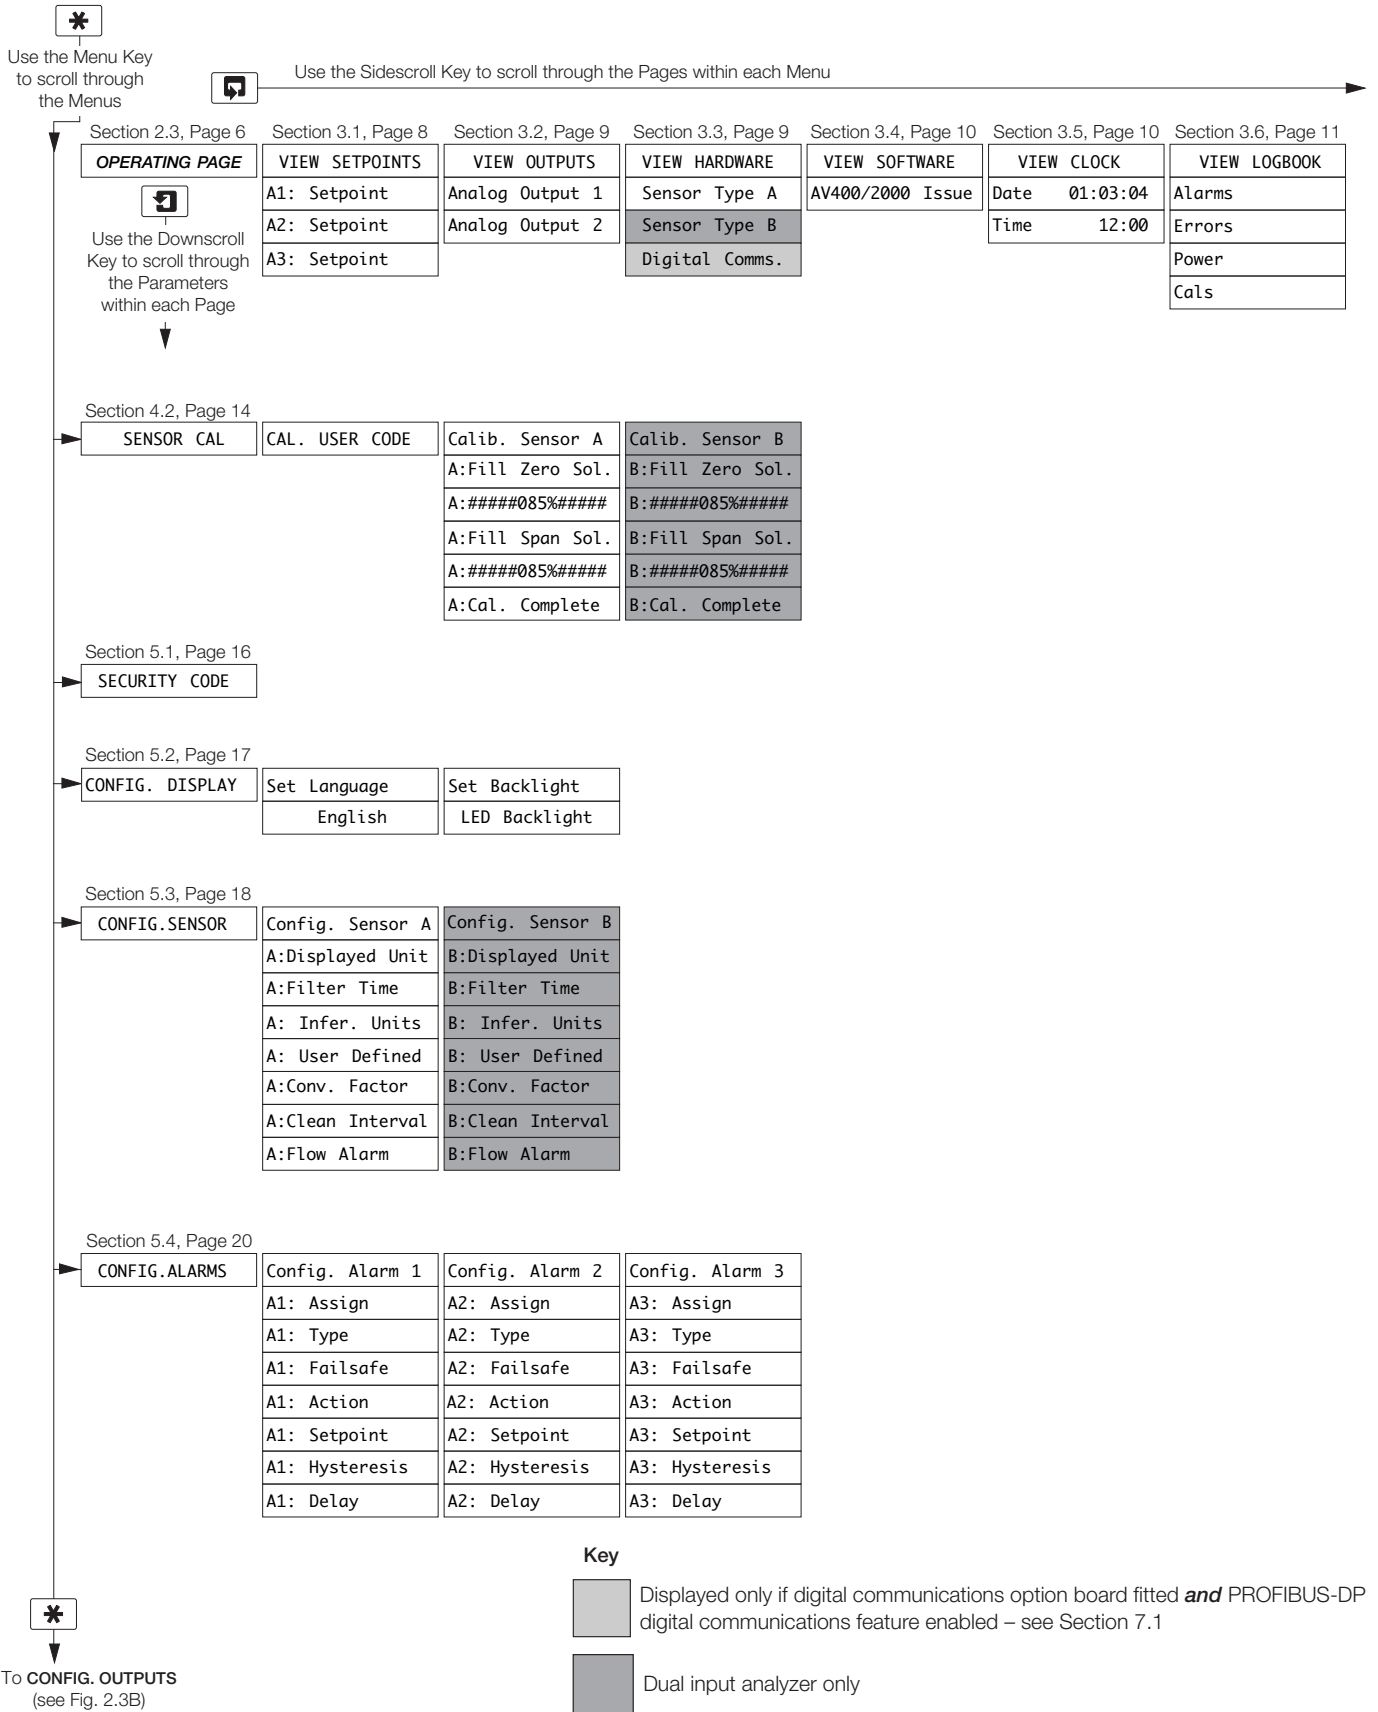 Use the Menu Key
to scroll through
the Menus
Use the Sidescroll Key to scroll through the Pages within each Menu
Section 2.3, Page 6
Section 3.1, Page 8
Section 3.2, Page 9
Section 3.3, Page 9
Section 3.4, Page 10
Section 3.5, Page 10
Section 3.6, Page 11
OPERATING PAGE
VIEW SETPOINTS
VIEW OUTPUTS
VIEW HARDWARE
VIEW SOFTWARE
VIEW CLOCK
VIEW LOGBOOK
A1: Setpoint
Analog Output 1
Sensor Type A
AV400/2000 Issue
Date 01:03:04
Alarms
A2: Setpoint
Analog Output 2
Sensor Type B
Time 12:00
Errors
A3: Setpoint
Digital Comms.
Power
Cals
Use the Downscroll
Key to scroll through
the Parameters
within each Page
Section 4.2, Page 14
SENSOR CAL
CAL. USER CODE
Calib. Sensor A
Calib. Sensor B
A:Fill Zero Sol.
B:Fill Zero Sol.
A:#####085%#####
B:#####085%#####
A:Fill Span Sol.
B:Fill Span Sol.
A:#####085%#####
B:#####085%#####
A:Cal. Complete
B:Cal. Complete
Section 5.1, Page 16
SECURITY CODE
Section 5.2, Page 17
CONFIG. DISPLAY
Set Language
Set Backlight
English
LED Backlight
Section 5.3, Page 18
CONFIG.SENSOR
Config. Sensor A
Config. Sensor B
A:Displayed Unit
B:Displayed Unit
A:Filter Time
B:Filter Time
A: Infer. Units
B: Infer. Units
A: User Defined
B: User Defined
A:Conv. Factor
B:Conv. Factor
A:Clean Interval
B:Clean Interval
A:Flow Alarm
B:Flow Alarm
Section 5.4, Page 20
CONFIG.ALARMS
Config. Alarm 1
Config. Alarm 2
Config. Alarm 3
A1: Assign
A2: Assign
A3: Assign
A1: Type
A2: Type
A3: Type
A1: Failsafe
A2: Failsafe
A3: Failsafe
A1: Action
A2: Action
A3: Action
A1: Setpoint
A2: Setpoint
A3: Setpoint
A1: Hysteresis
A2: Hysteresis
A3: Hysteresis
A1: Delay
A2: Delay
A3: Delay
Key
Displayed only if digital communications option board fitted and PROFIBUS-DP
digital communications feature enabled – see Section 7.1
Dual input analyzer only
To CONFIG. OUTPUTS
(see Fig. 2.3B)